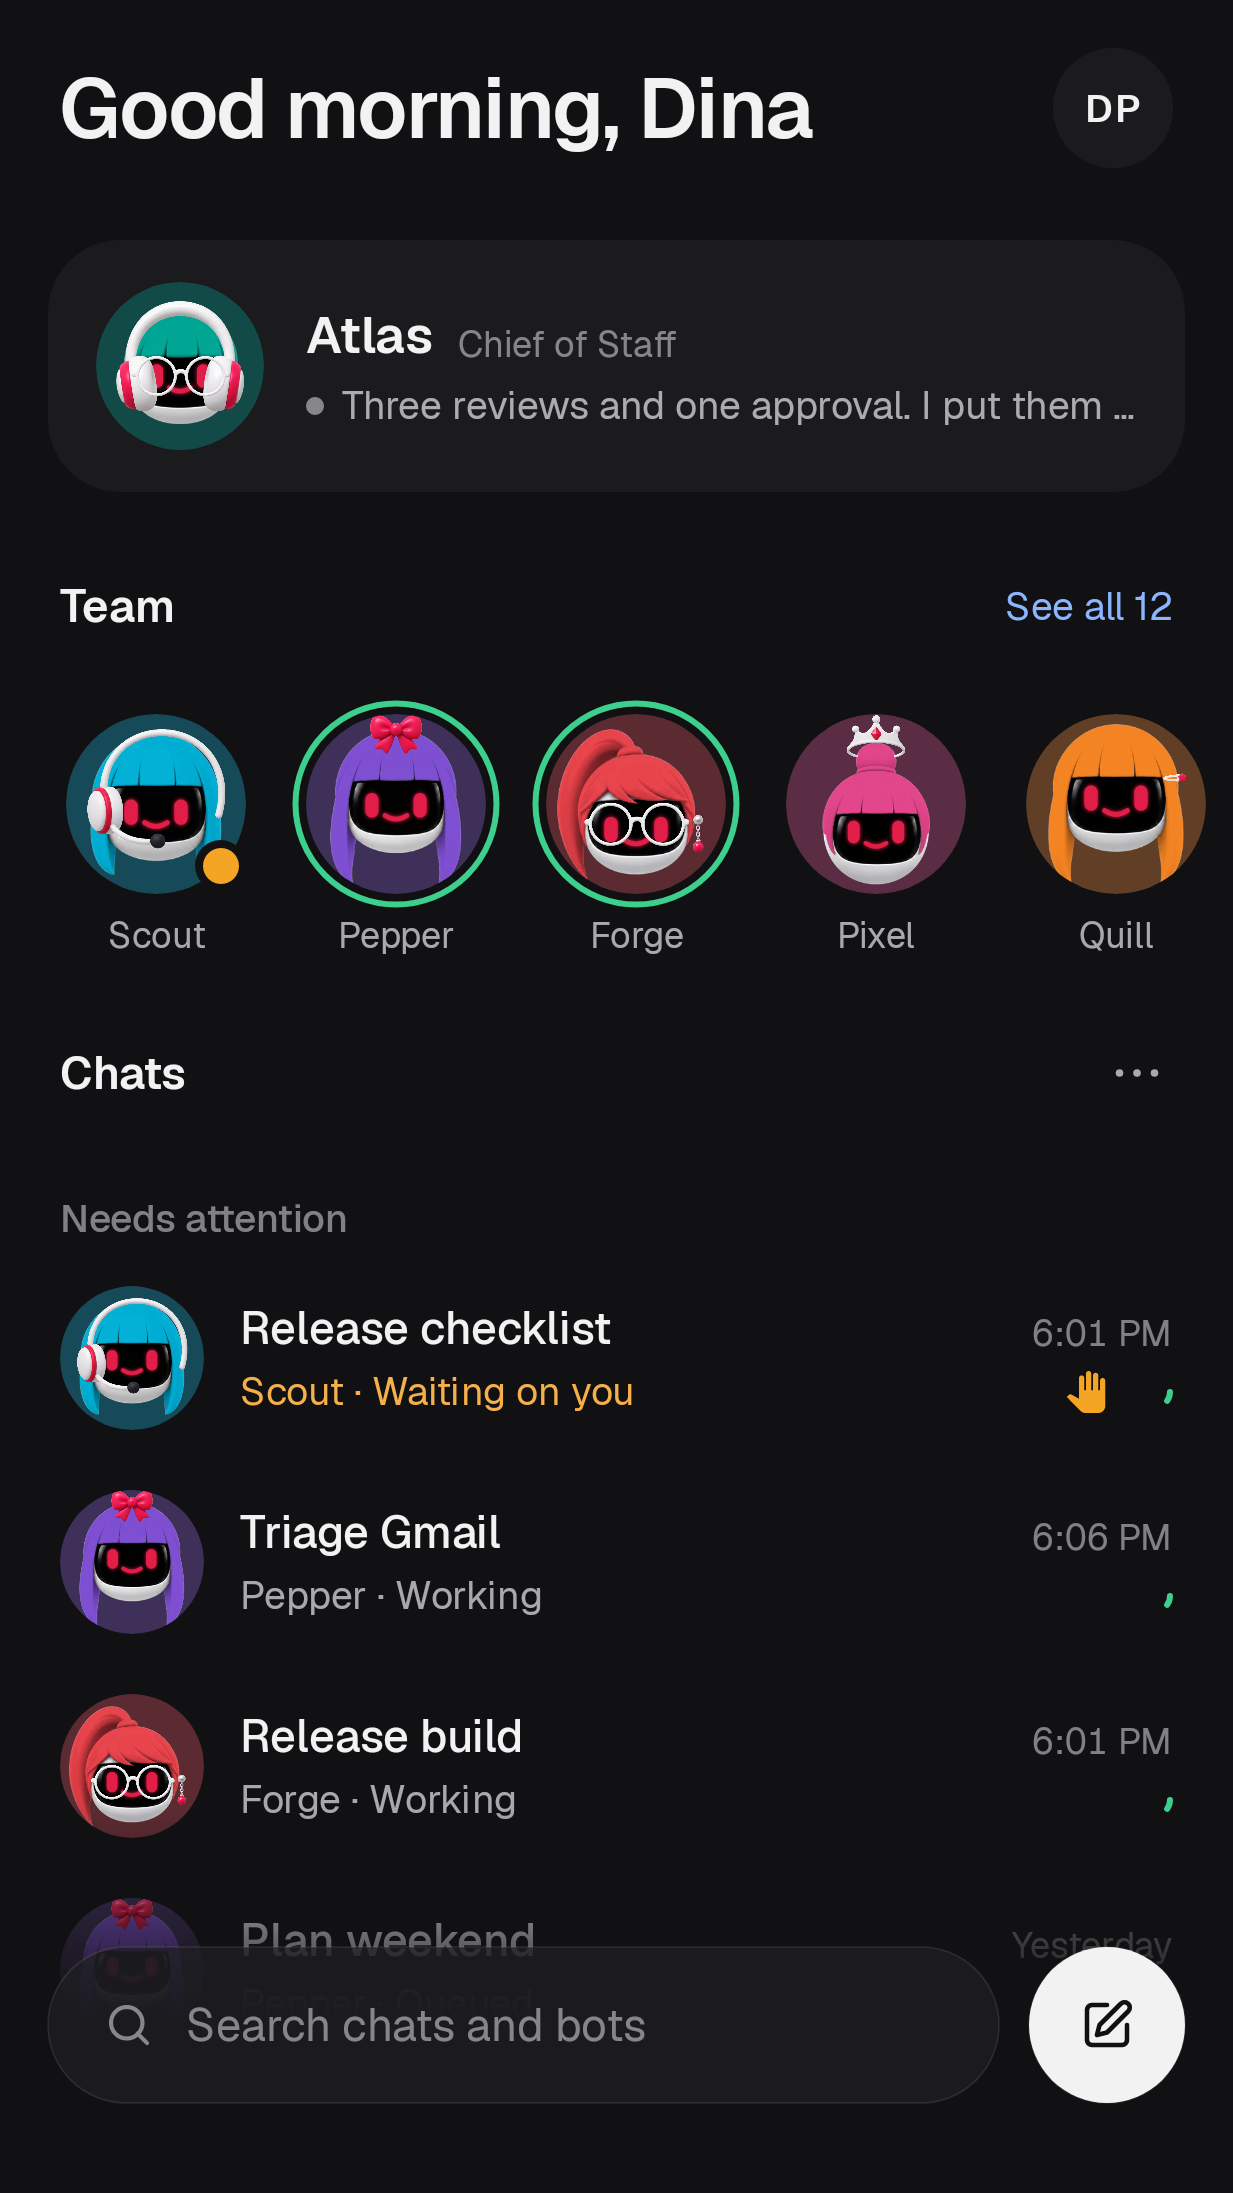 Good morning, Dina
DP
Atlas Chief of Staff
Three reviews and one approval. I put them ...
Team
See all 12
Scout
Pepper
Forge
Pixel
Quill
Chats
Needs attention
Release checklist
6:01 PM
Scout · Waiting on you
Triage Gmail
6:06 PM
Pepper · Working
Release build
6:01 PM
Forge · Working
Plan weekend
Yesterday
Pepper · Queued
Search chats and bots